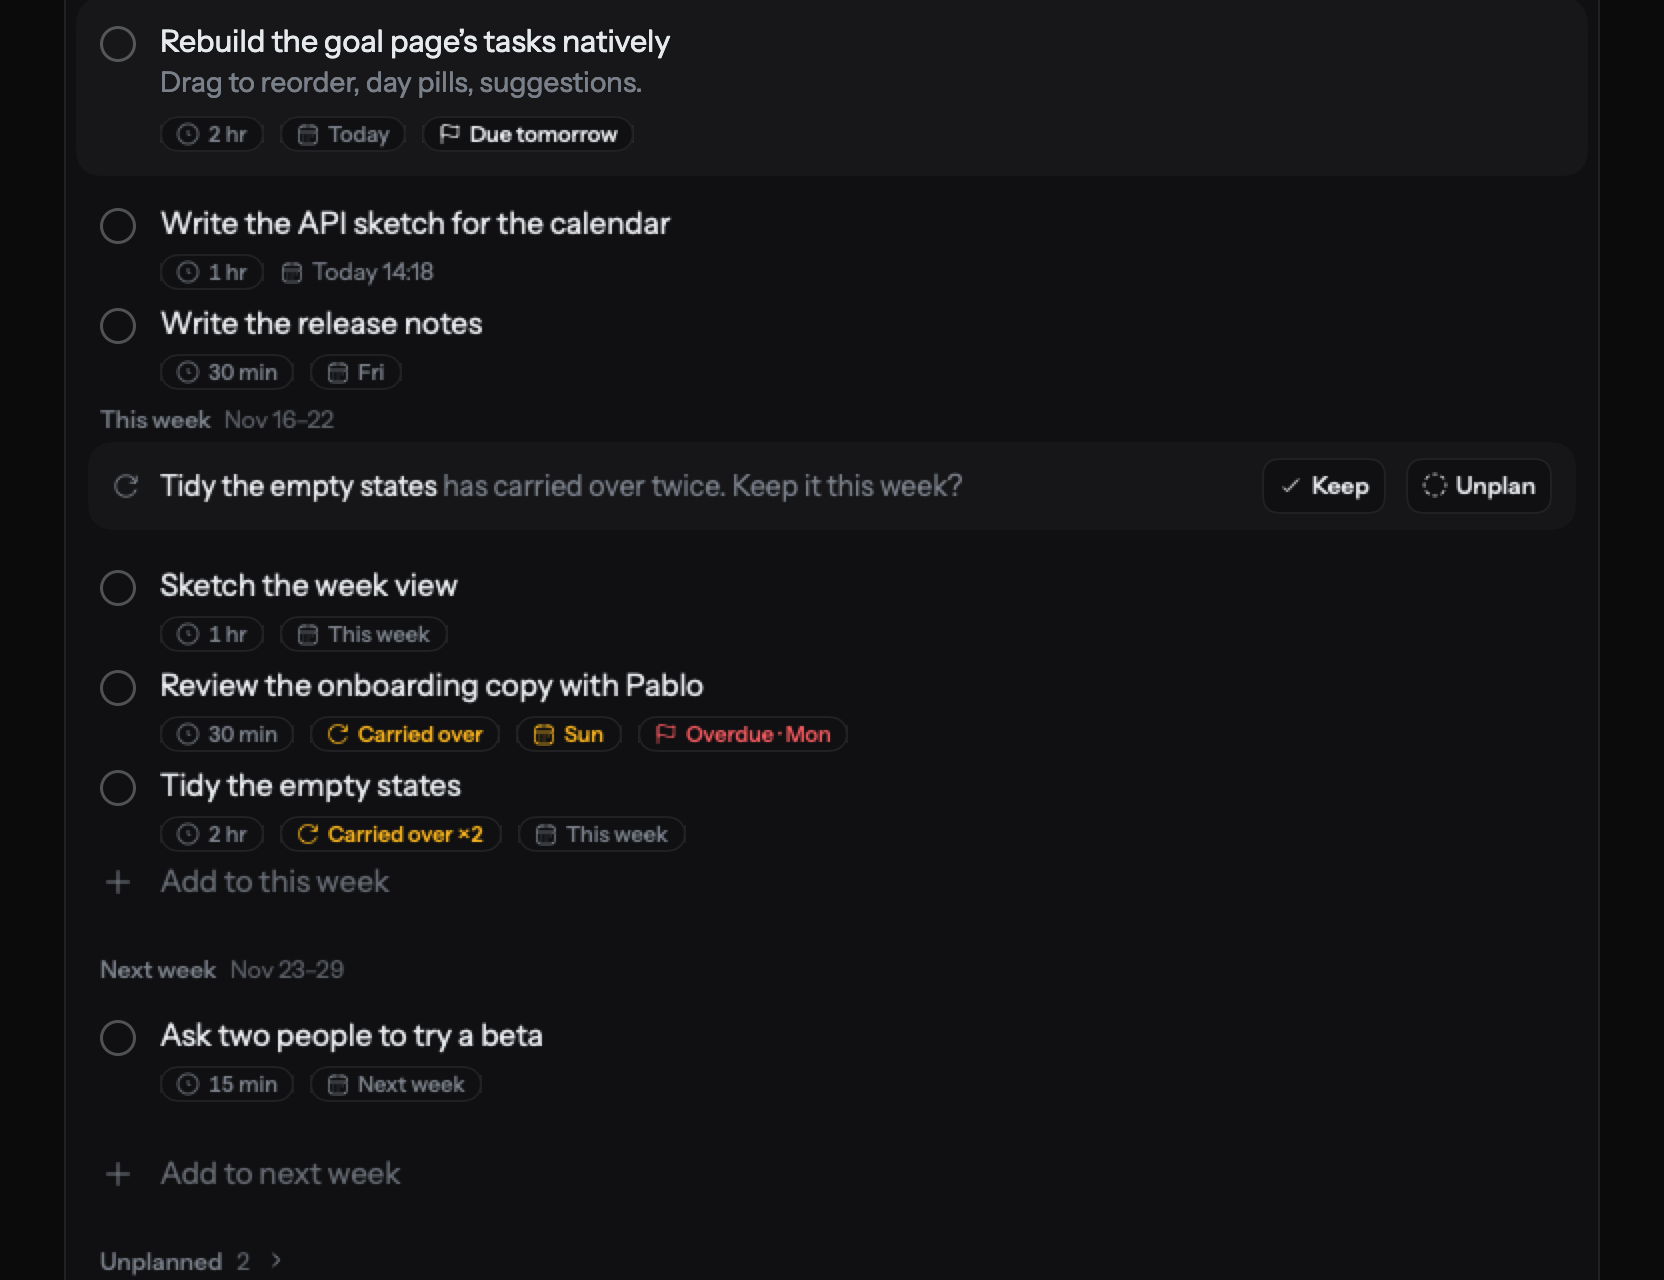 Rebuild the goal page’s tasks natively
Drag to reorder, day pills, suggestions.
2 hr Today Due tomorrow
Write the API sketch for the calendar
1 hr Today 14:18
Write the release notes
30 min Fri
This week Nov 16–22
Tidy the empty states has carried over twice. Keep it this week? Keep Unplan
Sketch the week view
1 hr This week
Review the onboarding copy with Pablo
30 min Carried over Sun Overdue · Mon
Tidy the empty states
2 hr Carried over ×2 This week
Add to this week
Next week Nov 23–29
Ask two people to try a beta
15 min Next week
Add to next week
Unplanned 2